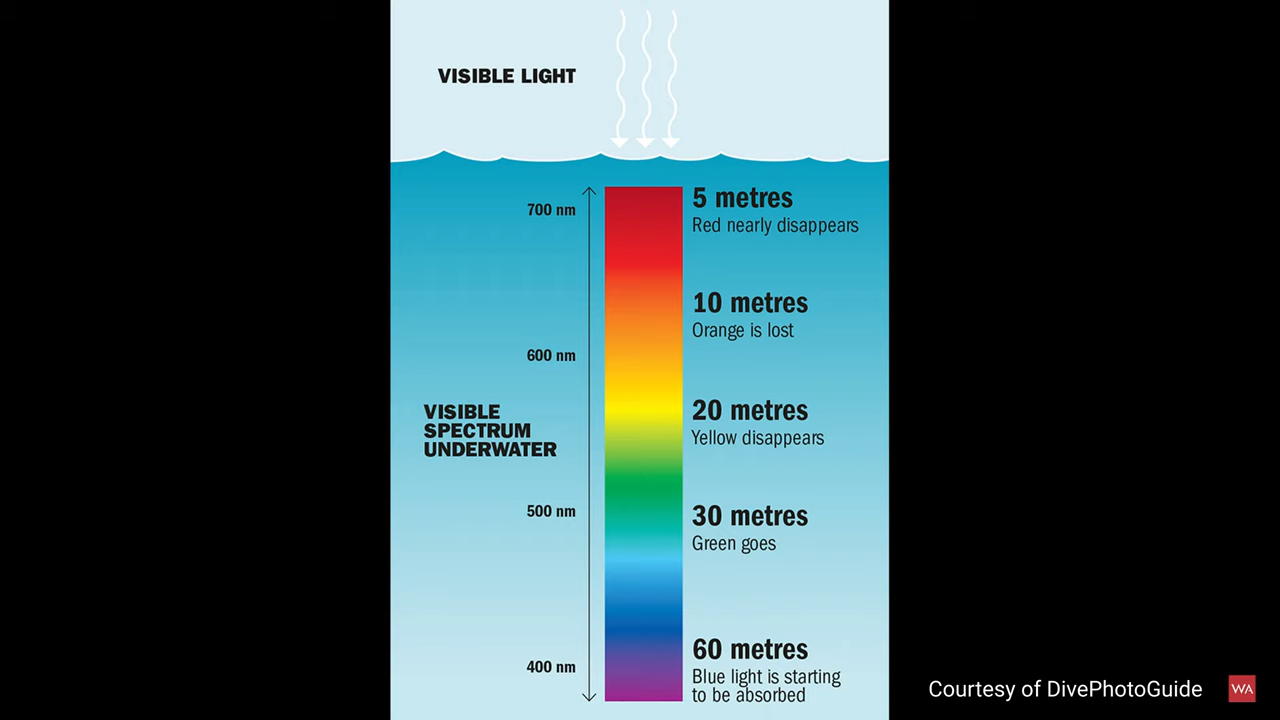 VISIBLE LIGHT
700 nm
5 metres
Red nearly disappears
10 metres
Orange is lost
600 nm
VISIBLE
SPECTRUM
UNDERWATER
20 metres
Yellow disappears
500 nm
30 metres
Green goes
400 nm
60 metres
Blue light is starting
to be absorbed
Courtesy of DivePhotoGuide
WA